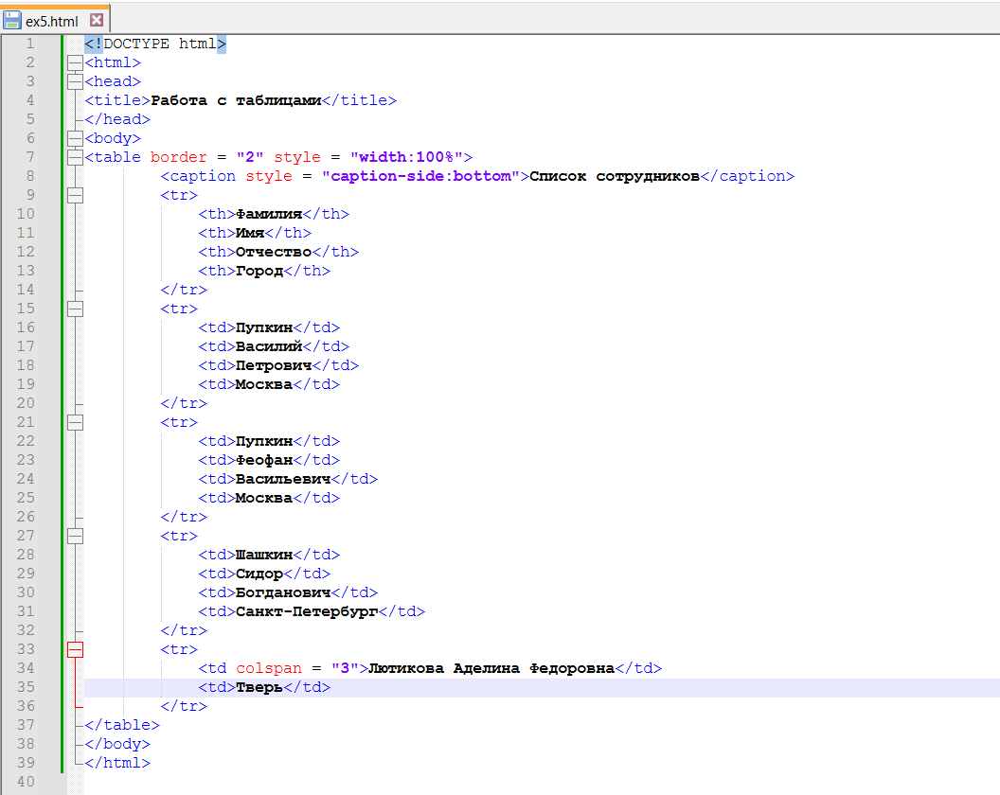 ex5.html
1 <!DOCTYPE html>
2 <html>
3 <head>
4 <title>Работа с таблицами</title>
5 </head>
6 <body>
7 <table border = "2" style = "width:100%">
8 <caption style = "caption-side:bottom">Список сотрудников</caption>
9 <tr>
10 <th>Фамилия</th>
11 <th>Имя</th>
12 <th>Отчество</th>
13 <th>Город</th>
14 </tr>
15 <tr>
16 <td>Пупкин</td>
17 <td>Василий</td>
18 <td>Петрович</td>
19 <td>Москва</td>
20 </tr>
21 <tr>
22 <td>Пупкин</td>
23 <td>Феофан</td>
24 <td>Васильевич</td>
25 <td>Москва</td>
26 </tr>
27 <tr>
28 <td>Шашкин</td>
29 <td>Сидор</td>
30 <td>Богданович</td>
31 <td>Санкт-Петербург</td>
32 </tr>
33 <tr>
34 <td colspan = "3">Лютикова Аделина Федоровна</td>
35 <td>Тверь</td>
36 </tr>
37 </table>
38 </body>
39 </html>
40